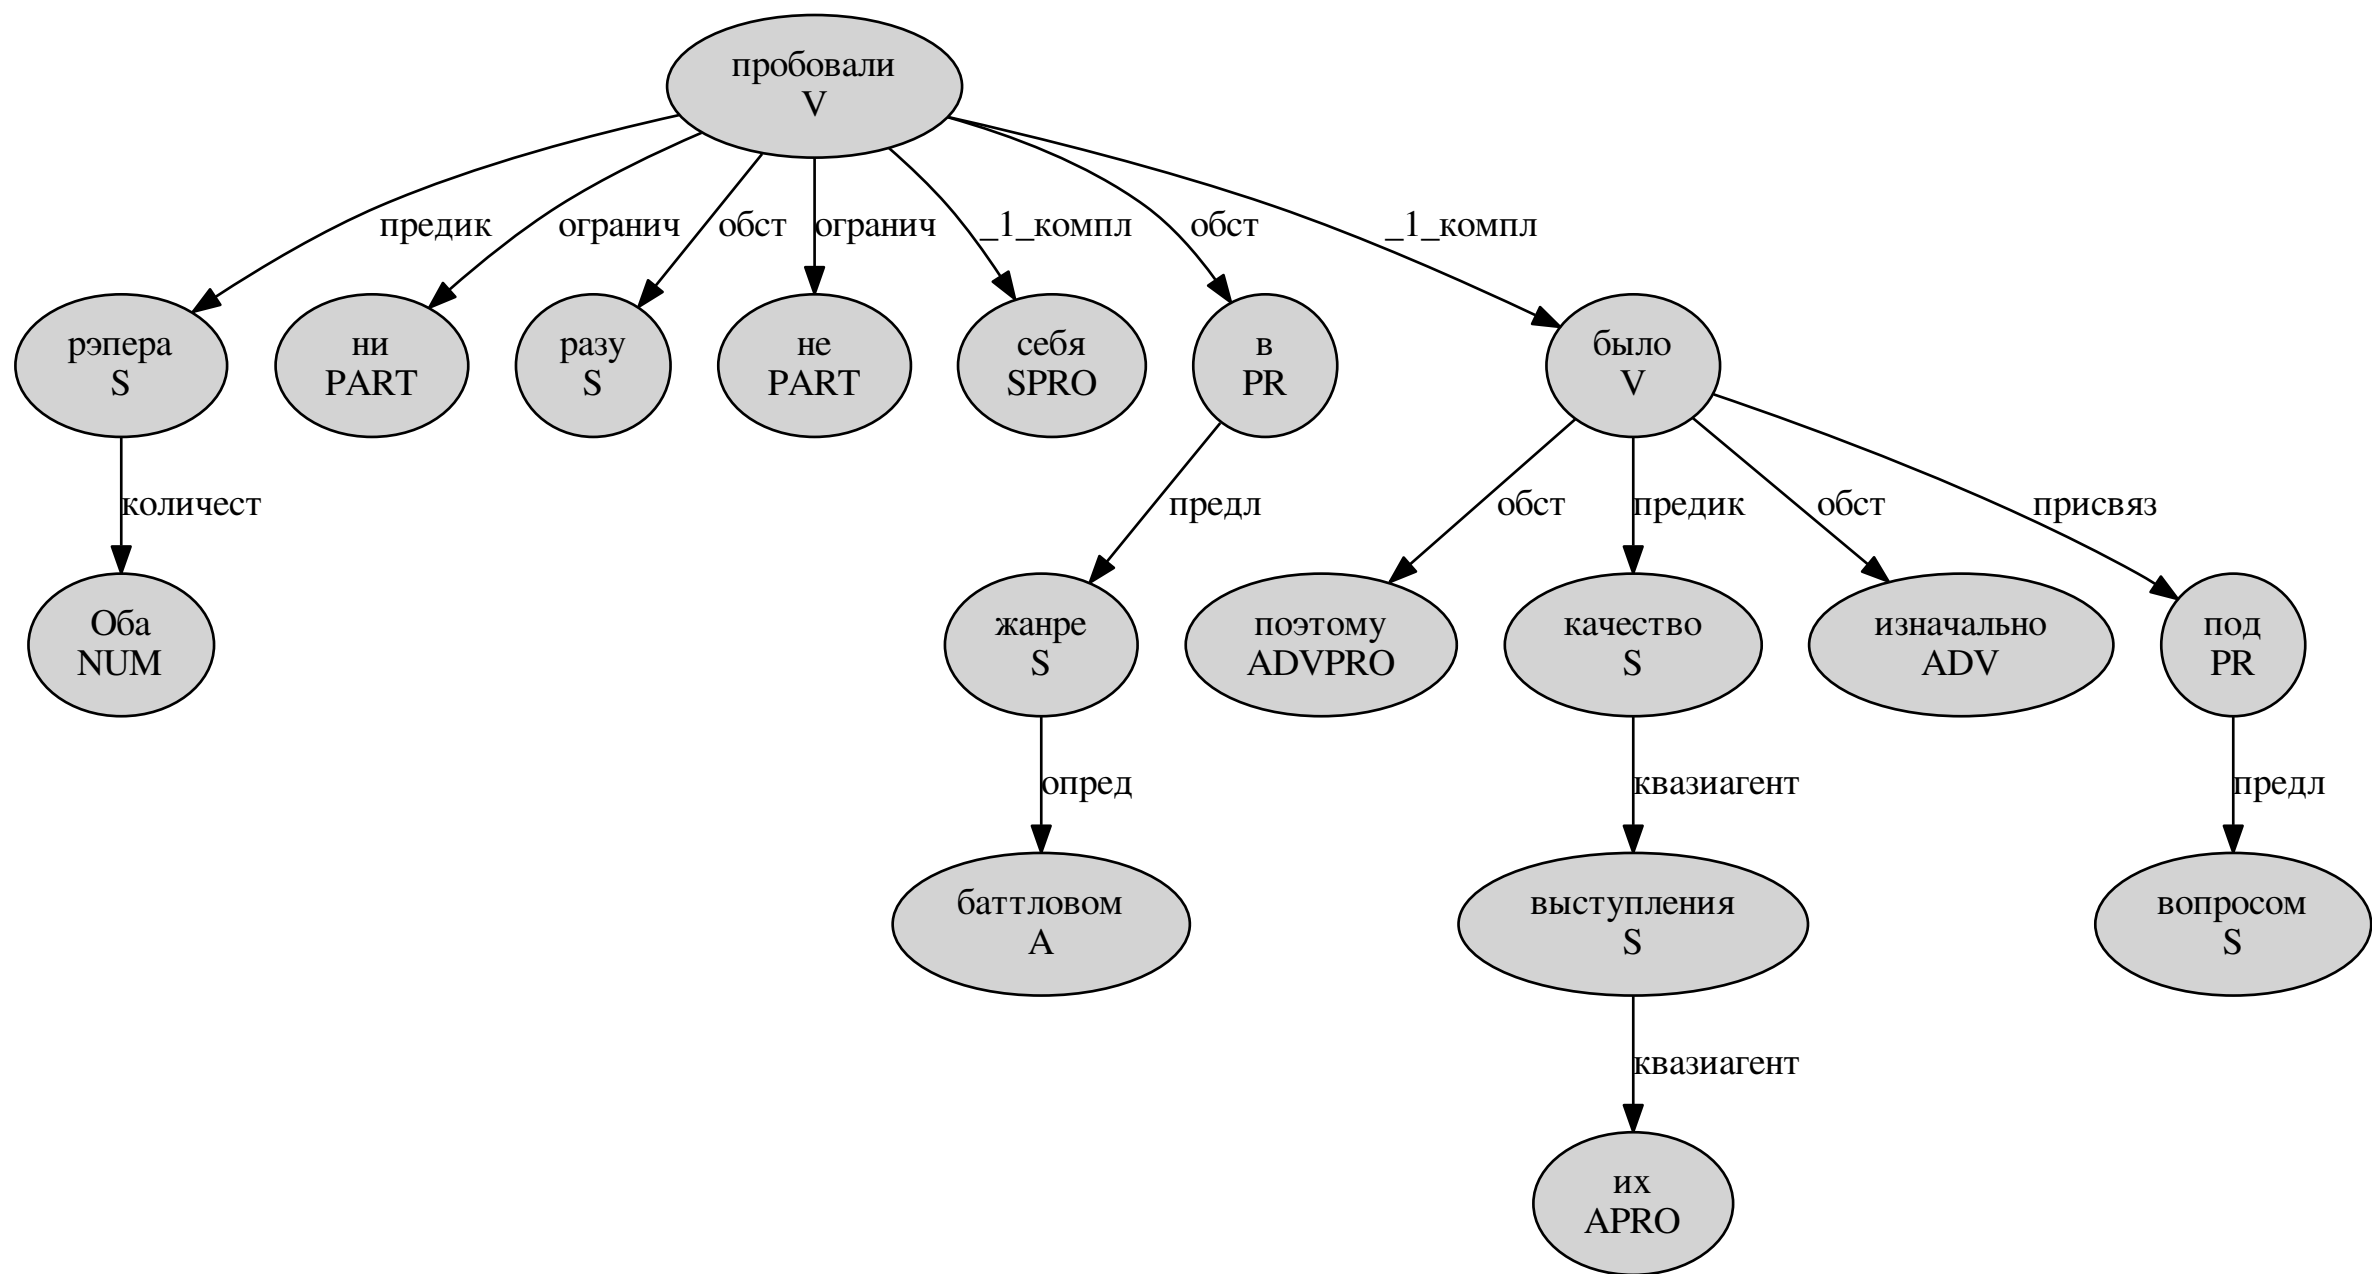 пробовали
V
предик
огранич
обст
огранич
_1_компл
обст
_1_компл
рэпера
S
ни
PART
разу
S
не
PART
себя
SPRO
в
PR
было
V
количест
предл
обст
предик
обст
присвяз
Оба
NUM
жанре
S
поэтому
ADVPRO
качество
S
изначально
ADV
под
PR
опред
квазиагент
предл
баттловом
A
выступления
S
вопросом
S
квазиагент
их
APRO